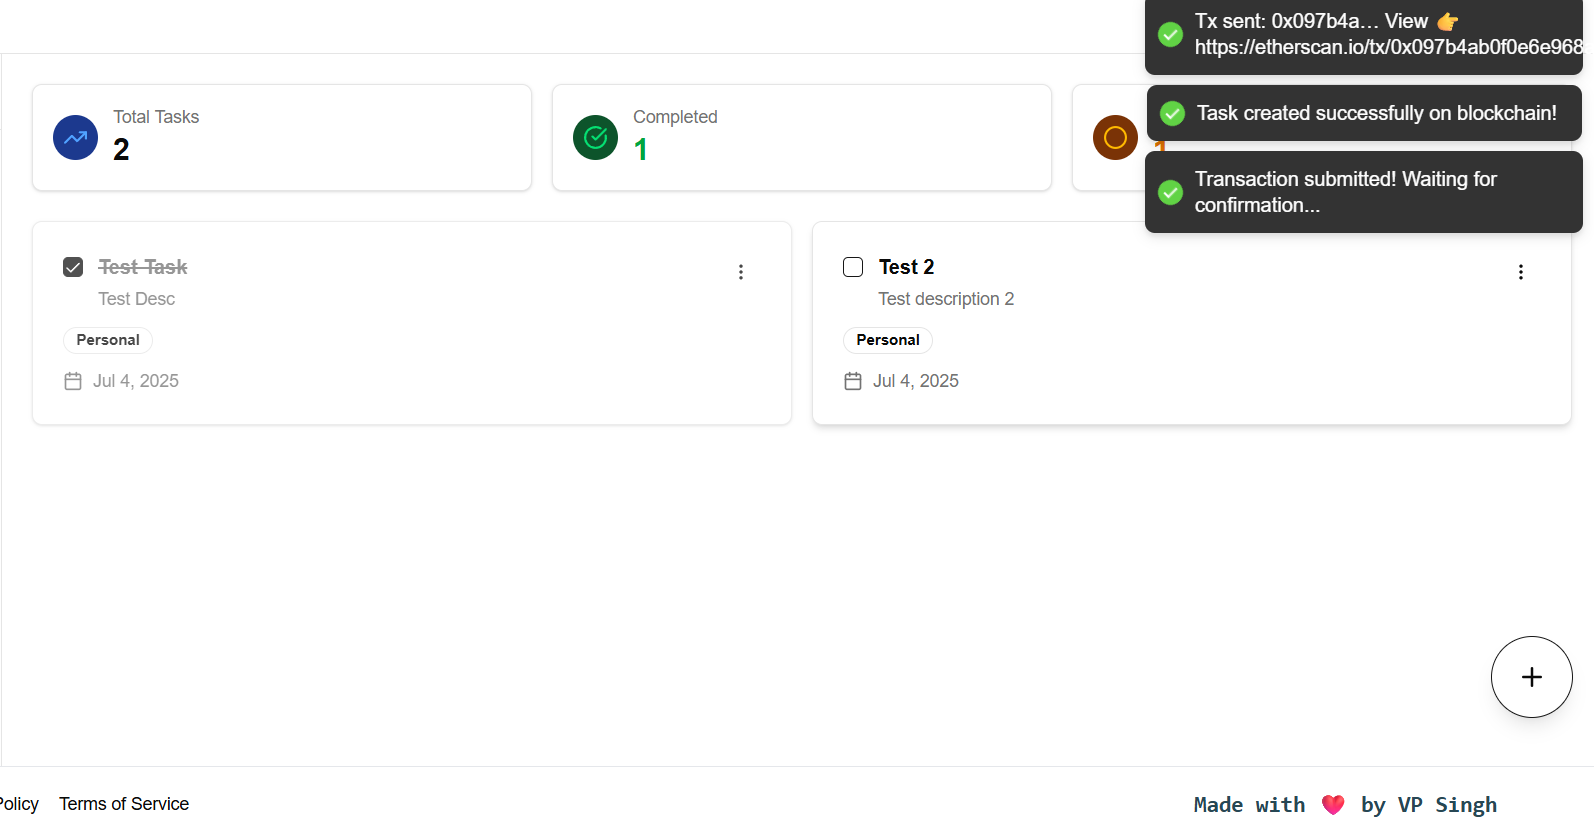 Tx sent: 0x097b4a… View 👉
https://etherscan.io/tx/0x097b4ab0f0e6e968
Task created successfully on blockchain!
Transaction submitted! Waiting for
confirmation...
Total Tasks
2
Completed
1
1
Test Task
Test Desc
Personal
Jul 4, 2025
Test 2
Test description 2
Personal
Jul 4, 2025
Policy
Terms of Service
Made with ❤️ by VP Singh